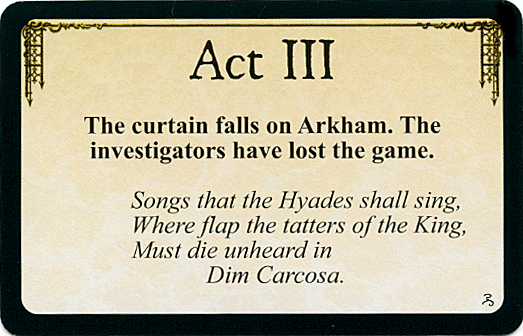 Act III
The curtain falls on Arkham. The
investigators have lost the game.
Songs that the Hyades shall sing,
Where flap the tatters of the King,
Must die unheard in
Dim Carcosa.